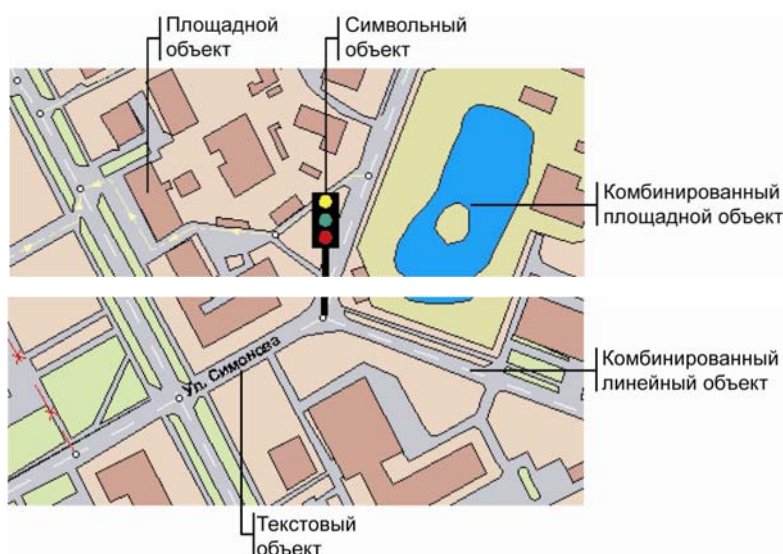 Площадной
объект
Символьный
объект
Комбинированный
площадной объект
Комбинированный
линейный объект
Ул. Симонова
Текстовый
объект